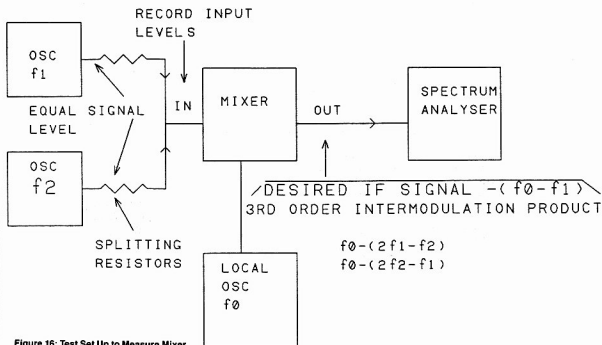 RECORD INPUT
LEVELS
OSC
f1
EQUAL SIGNAL
LEVEL
IN
MIXER
OUT
SPECTRUM
ANALYSER
OSC
f2
DESIRED IF SIGNAL -(f0-f1)
3RD ORDER INTERMODULATION PRODUCT
f0-(2f1-f2)
f0-(2f2-f1)
SPLITTING
RESISTORS
LOCAL
OSC
f0
Figure 16: Test Set Up to Measure Mixer